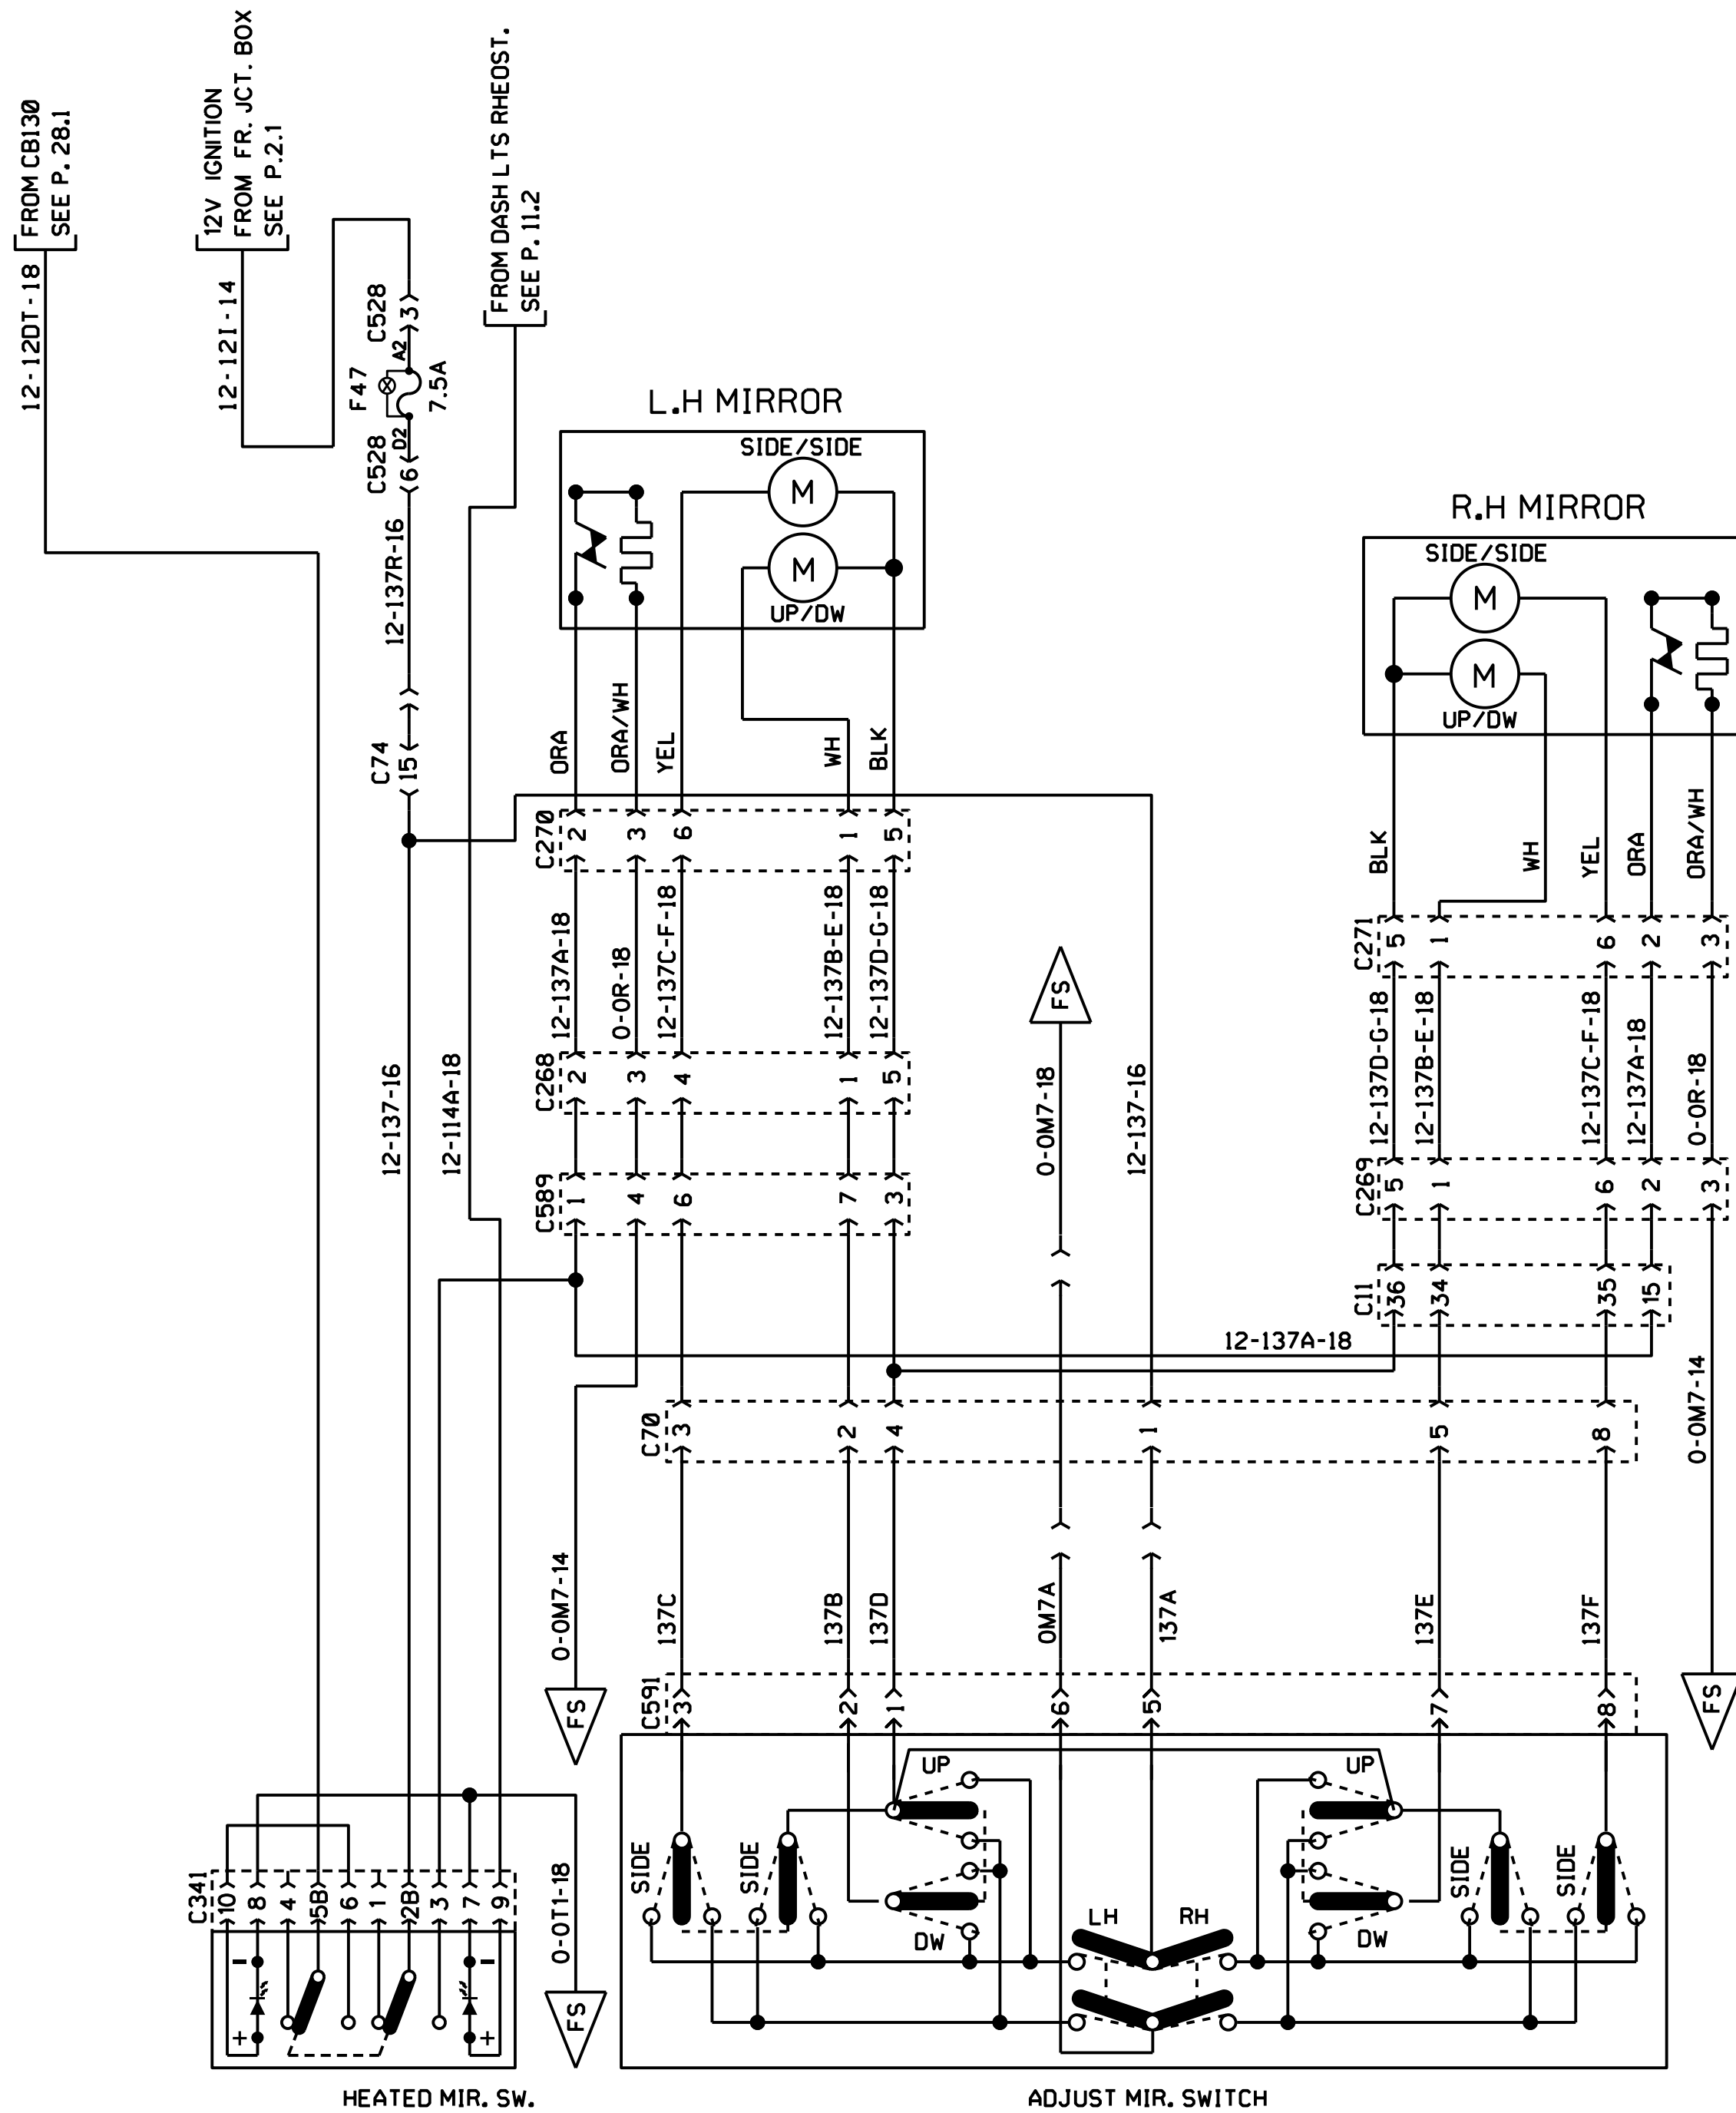 FROM CB130
SEE P. 28.1
12-12DT-18
12V IGNITION
FROM FR. JCT. BOX
SEE P.2.1
12-12I-14
FROM DASH LTS RHEOST.
SEE P. 11.2
C528
3
A2
F47
7.5A
D2
C528
6
12-137R-16
C74
15
12-137-16
12-114A-18
L.H MIRROR
SIDE/SIDE
M
M
UP/DW
ORA
ORA/WH
YEL
WH
BLK
C270
2
3
6
1
5
12-137A-18
0-0R-18
12-137C-F-18
12-137B-E-18
12-137D-G-18
C268
2
3
4
1
5
C589
1
4
6
7
3
FS
0-0M7-18
12-137-16
R.H MIRROR
SIDE/SIDE
M
M
UP/DW
BLK
WH
YEL
ORA
ORA/WH
C271
5
1
6
2
3
12-137D-G-18
12-137B-E-18
12-137C-F-18
12-137A-18
0-0R-18
C269
5
1
6
2
3
C11
36
34
35
15
12-137A-18
0-0M7-14
C70
3
2
4
1
5
8
0-0M7-14
137C
137B
137D
0M7A
137A
137E
137F
FS
FS
C591
3
2
1
6
5
7
8
UP
UP
SIDE
SIDE
SIDE
SIDE
DW
DW
LH
RH
C341
10
8
4
5B
6
1
2B
3
7
9
0-0T1-18
FS
-
-
+
+
HEATED MIR. SW.
ADJUST MIR. SWITCH